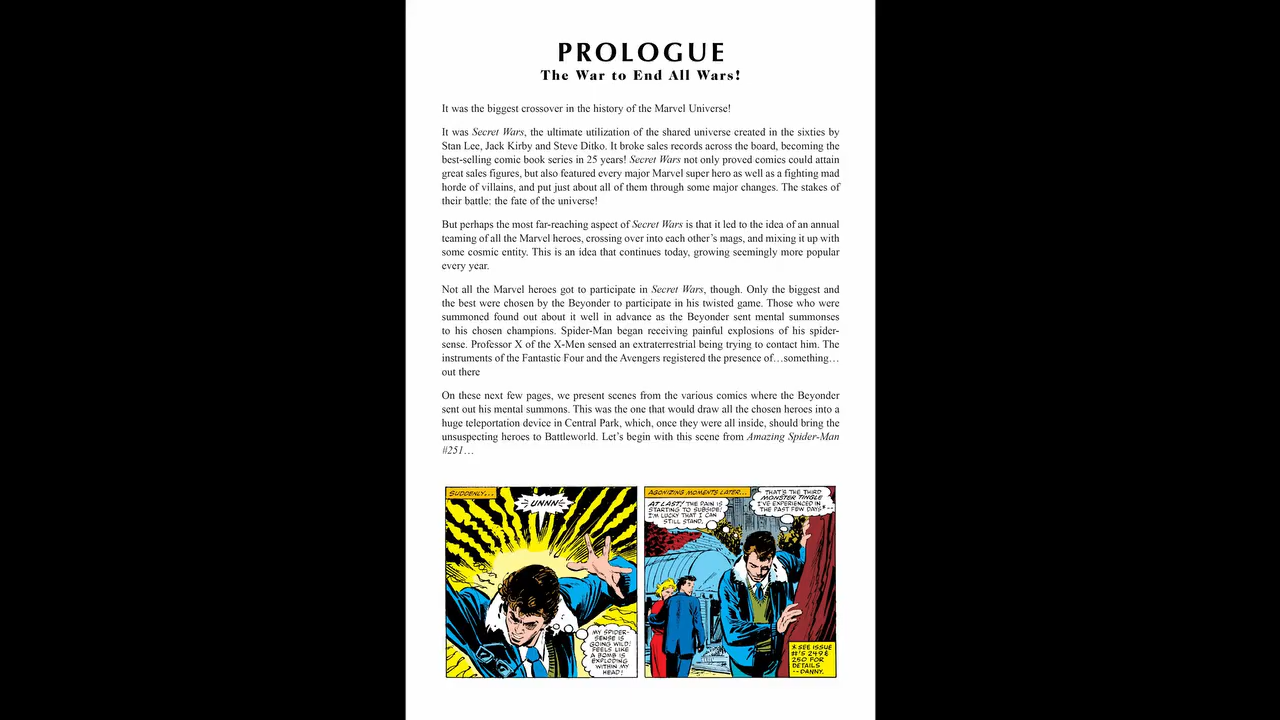 PROLOGUE
The War to End All Wars!
It was the biggest crossover in the history of the Marvel Universe!
It was Secret Wars, the ultimate utilization of the shared universe created in the sixties by
Stan Lee, Jack Kirby and Steve Ditko. It broke sales records across the board, becoming the
best-selling comic book series in 25 years! Secret Wars not only proved comics could attain
great sales figures, but also featured every major Marvel super hero as well as a fighting mad
horde of villains, and put just about all of them through some major changes. The stakes of
their battle: the fate of the universe!
But perhaps the most far-reaching aspect of Secret Wars is that it led to the idea of an annual
teaming of all the Marvel heroes, crossing over into each other’s mags, and mixing it up with
some cosmic entity. This is an idea that continues today, growing seemingly more popular
every year.
Not all the Marvel heroes got to participate in Secret Wars, though. Only the biggest and
the best were chosen by the Beyonder to participate in his twisted game. Those who were
summoned found out about it well in advance as the Beyonder sent mental summonses
to his chosen champions. Spider-Man began receiving painful explosions of his spider-
sense. Professor X of the X-Men sensed an extraterrestrial being trying to contact him. The
instruments of the Fantastic Four and the Avengers registered the presence of…something…
out there
On these next few pages, we present scenes from the various comics where the Beyonder
sent out his mental summons. This was the one that would draw all the chosen heroes into a
huge teleportation device in Central Park, which, once they were all inside, should bring the
unsuspecting heroes to Battleworld. Let’s begin with this scene from Amazing Spider-Man
#251…
SUDDENLY...
UNNN!
MY SPIDER-
SENSE IS
GOING WILD!
FEELS LIKE
A BOMB IS
EXPLODING
WITHIN MY
HEAD!
AGONIZING MOMENTS LATER...
AT LAST! THE PAIN IS
STARTING TO SUBSIDE!
I'M LUCKY THAT I CAN
STILL STAND.
THAT'S THE THIRD
MONSTER TINGLE
I'VE EXPERIENCED IN
THE PAST FEW DAYS*--
* SEE ISSUE
#'S 249 &
250 FOR
DETAILS
--DANNY.